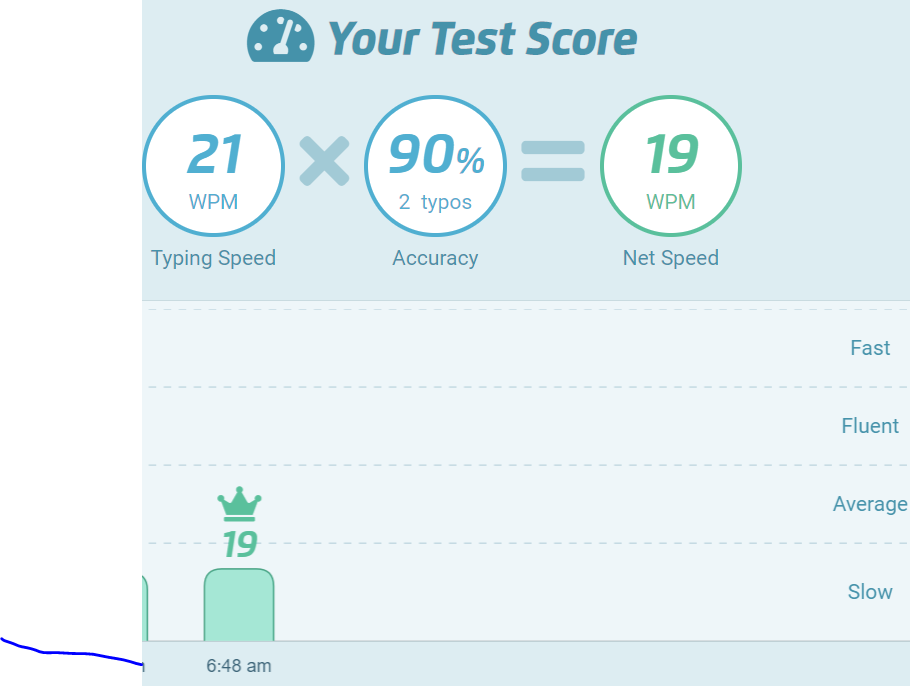 Your Test Score
21 90% 19
WPM 2 typos WPM
Typing Speed Accuracy Net Speed
Fast
Fluent
Average
19
Slow
6:48 am